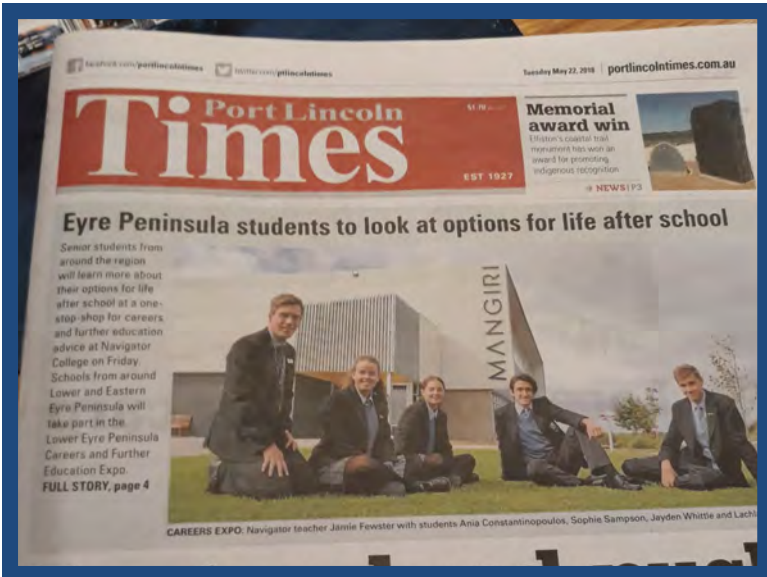 facebook.com/portlincolntimes
twitter.com/ptlincolntimes
Tuesday May 22, 2018
portlincolntimes.com.au
Port Lincoln
Times
$1.70
EST 1927
Memorial
award win
Elliston's coastal trail
monument has won an
award for promoting
indigenous recognition
NEWS|P3
Eyre Peninsula students to look at options for life after school
Senior students from
around the region
will learn more about
their options for life
after school at a one-
stop-shop for careers
and further education
advice at Navigator
College on Friday.
Schools from around
Lower and Eastern
Eyre Peninsula will
take part in the
Lower Eyre Peninsula
Careers and Further
Education Expo.
FULL STORY, page 4
MANGIRI
CAREERS EXPO: Navigator teacher Jamie Fewster with students Ania Constantinopoulos, Sophie Sampson, Jayden Whittle and Lachl